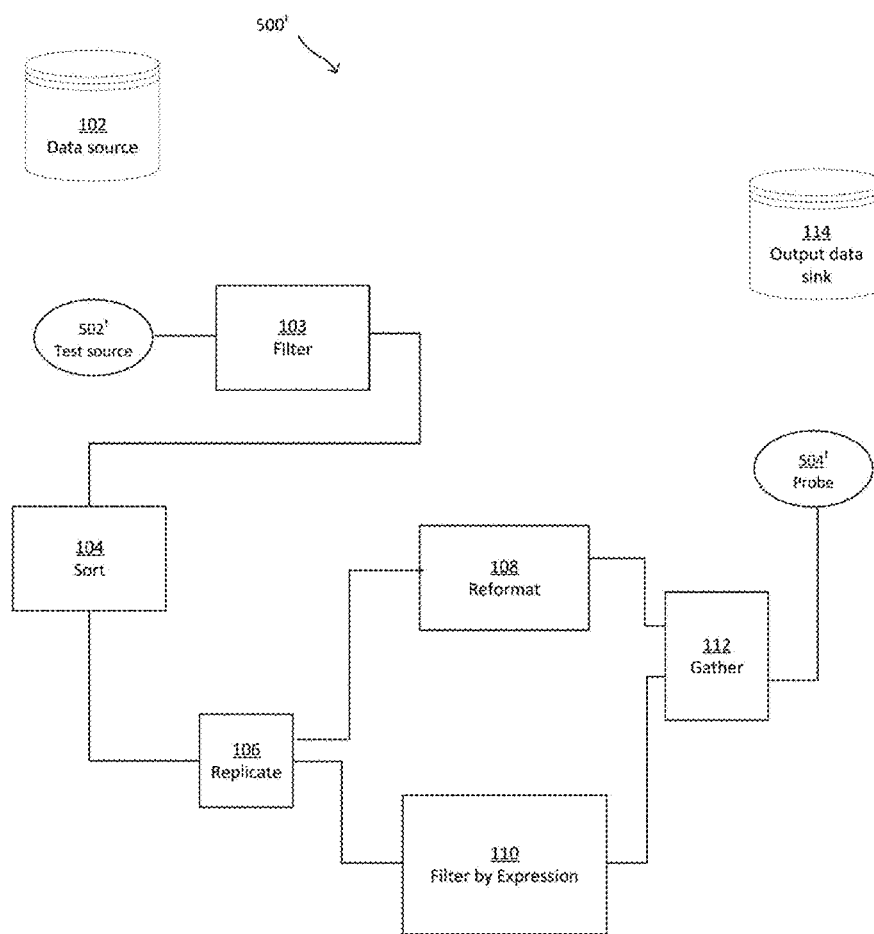 500'
102
Data source
114
Output data
sink
502'
Test source
103
Filter
504'
Probe
104
Sort
108
Reformat
112
Gather
106
Replicate
110
Filter by Expression